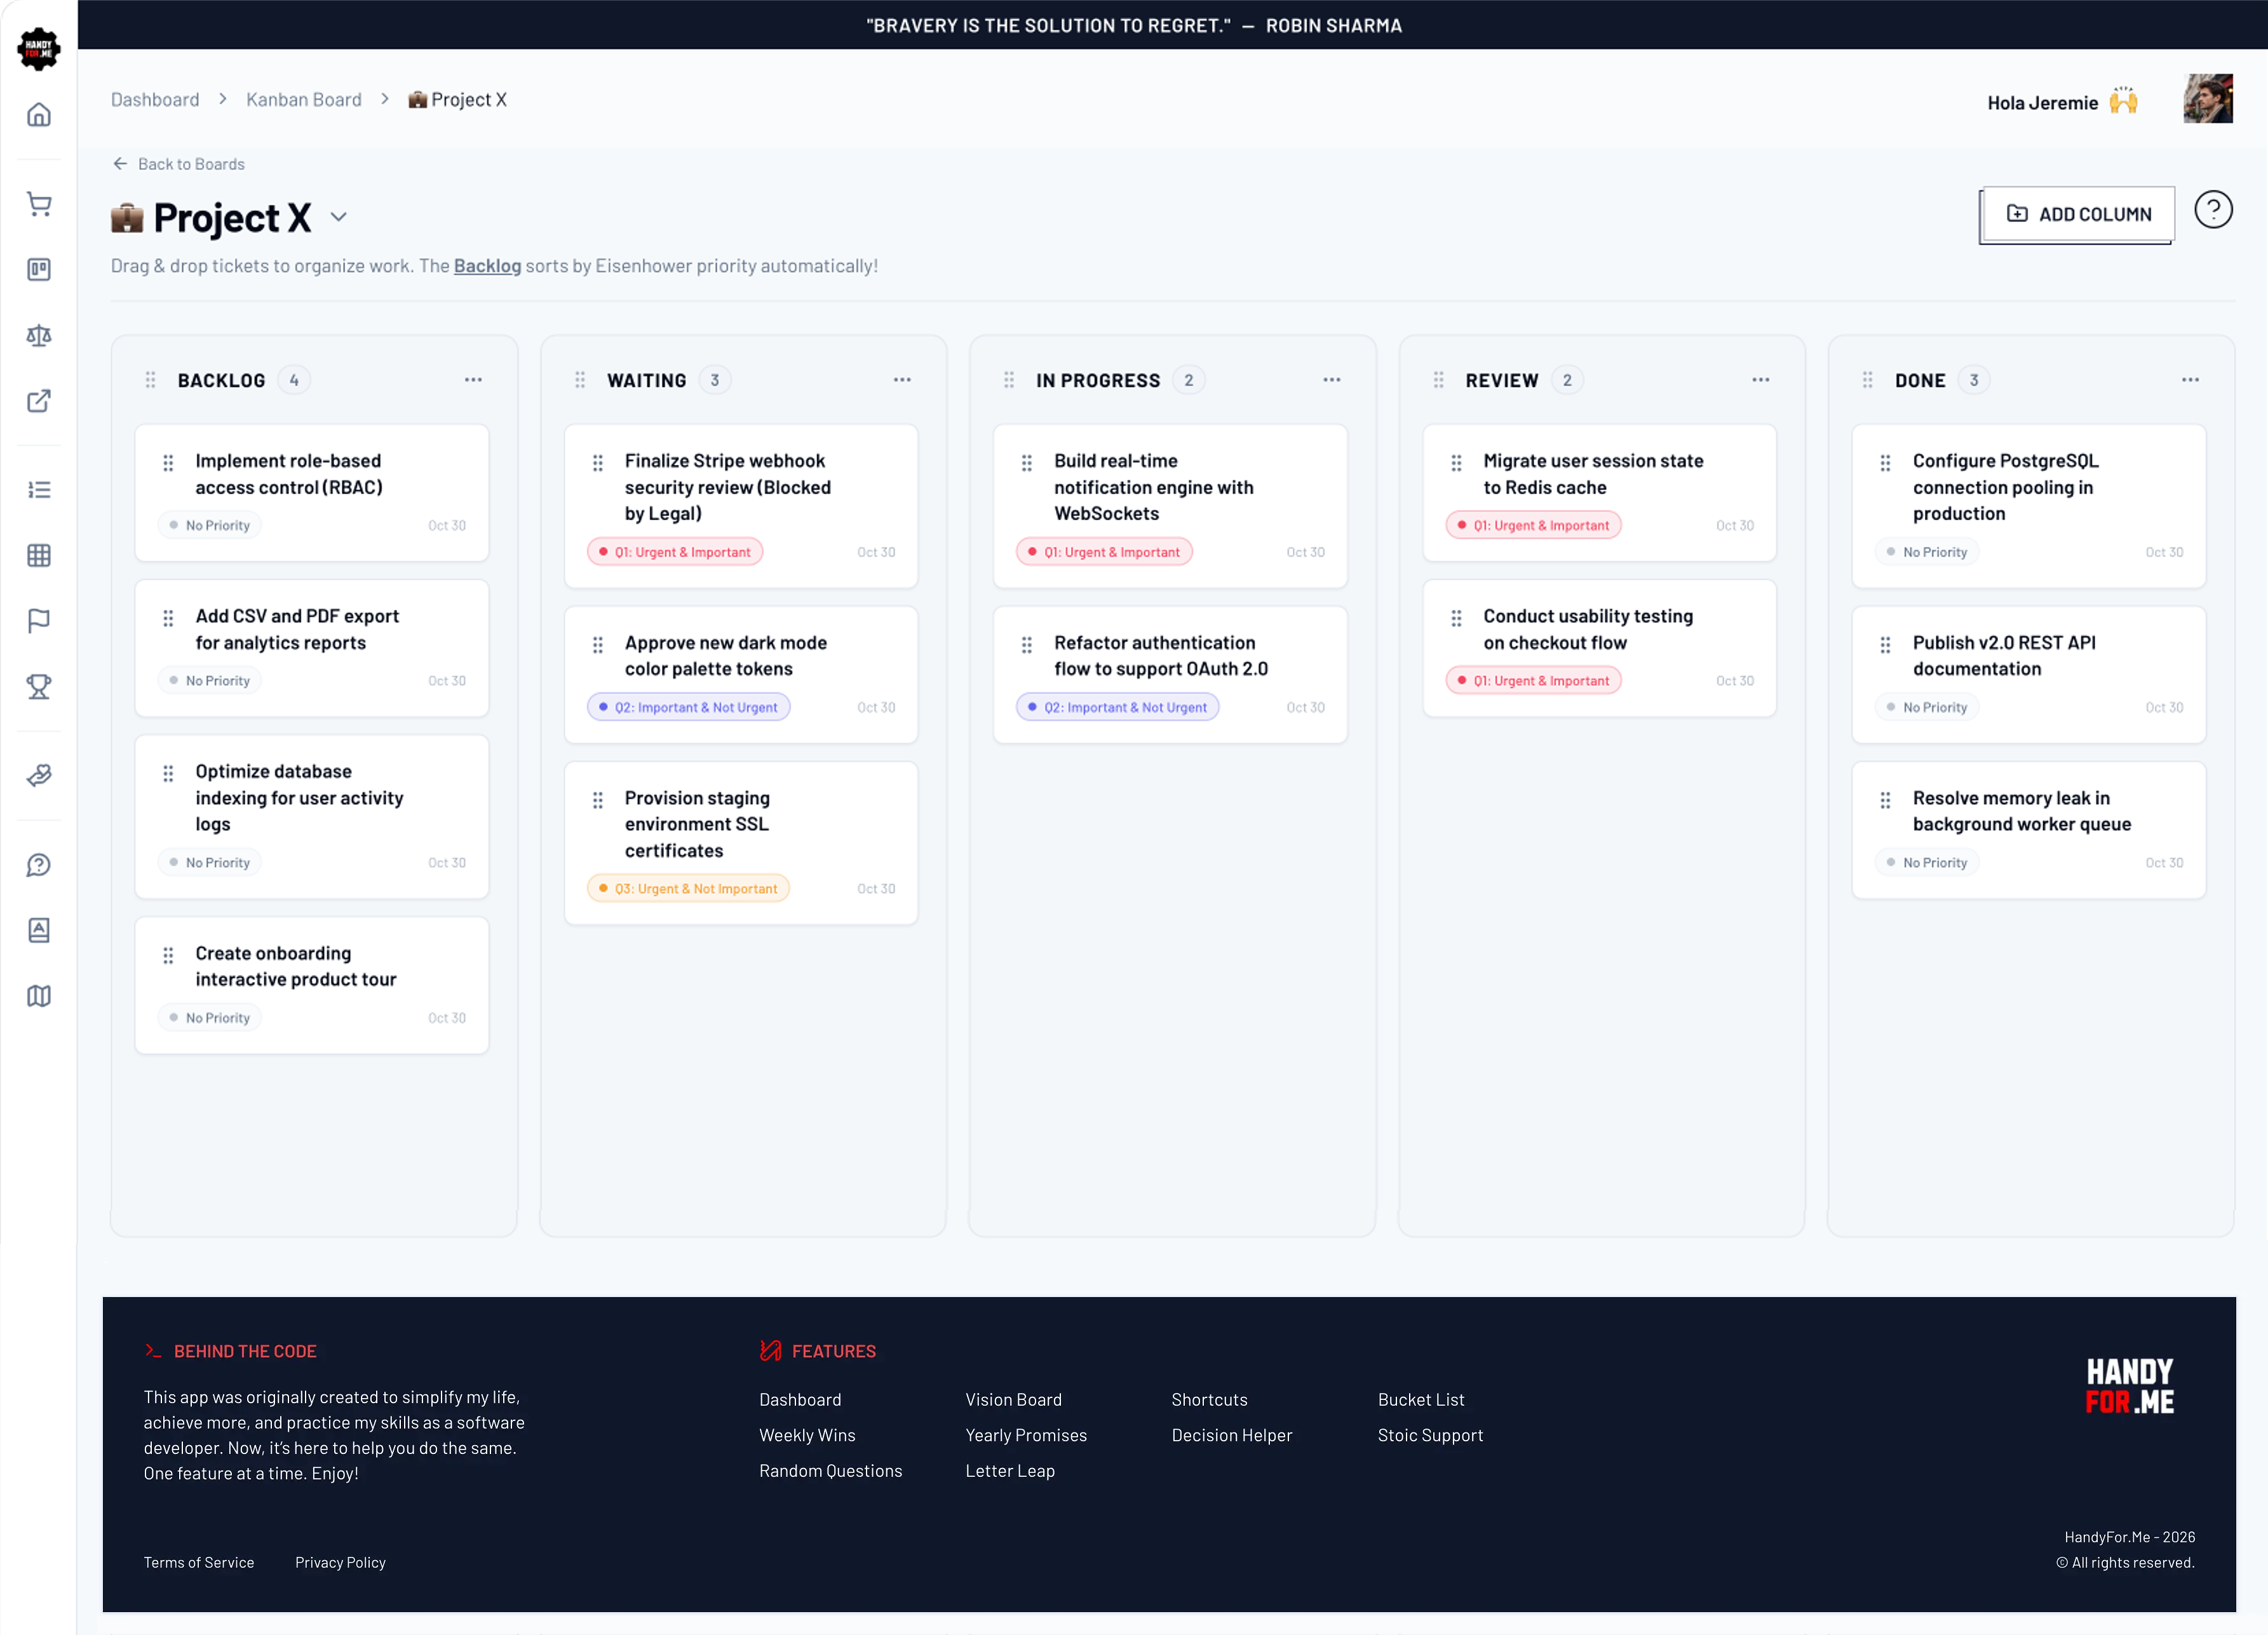 "BRAVERY IS THE SOLUTION TO REGRET." — ROBIN SHARMA
HANDY
FOR.ME
Dashboard > Kanban Board > Project X
Hola Jeremie
Back to Boards
Project X
ADD COLUMN
?
Drag & drop tickets to organize work. The Backlog sorts by Eisenhower priority automatically!
BACKLOG 4
Implement role-based
access control (RBAC)
No Priority
Oct 30
Add CSV and PDF export
for analytics reports
No Priority
Oct 30
Optimize database
indexing for user activity
logs
No Priority
Oct 30
Create onboarding
interactive product tour
No Priority
Oct 30
WAITING 3
Finalize Stripe webhook
security review (Blocked
by Legal)
Q1: Urgent & Important
Oct 30
Approve new dark mode
color palette tokens
Q2: Important & Not Urgent
Oct 30
Provision staging
environment SSL
certificates
Q3: Urgent & Not Important
Oct 30
IN PROGRESS 2
Build real-time
notification engine with
WebSockets
Q1: Urgent & Important
Oct 30
Refactor authentication
flow to support OAuth 2.0
Q2: Important & Not Urgent
Oct 30
REVIEW 2
Migrate user session state
to Redis cache
Q1: Urgent & Important
Oct 30
Conduct usability testing
on checkout flow
Q1: Urgent & Important
Oct 30
DONE 3
Configure PostgreSQL
connection pooling in
production
No Priority
Oct 30
Publish v2.0 REST API
documentation
No Priority
Oct 30
Resolve memory leak in
background worker queue
No Priority
Oct 30
BEHIND THE CODE
This app was originally created to simplify my life,
achieve more, and practice my skills as a software
developer. Now, it's here to help you do the same.
One feature at a time. Enjoy!
Terms of Service
Privacy Policy
FEATURES
Dashboard
Vision Board
Shortcuts
Bucket List
Weekly Wins
Yearly Promises
Decision Helper
Stoic Support
Random Questions
Letter Leap
HANDY
FOR.ME
HandyFor.Me - 2026
© All rights reserved.